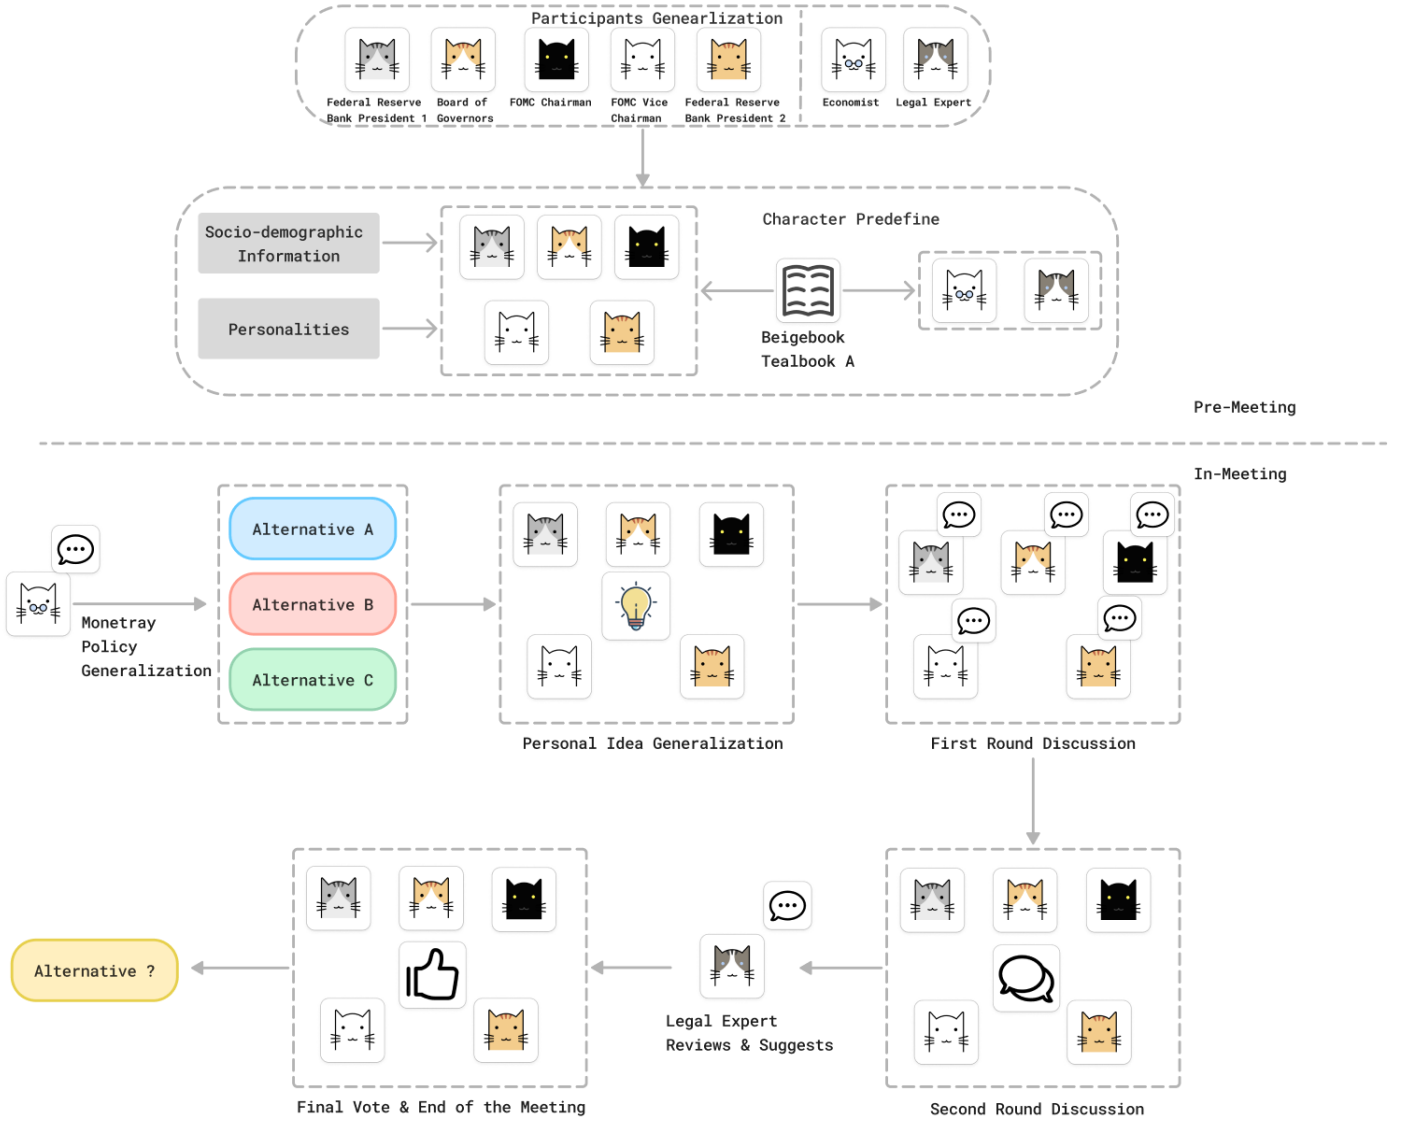 Participants Genearlization
Federal Reserve
Bank President 1
Board of
Governors
FOMC Chairman
FOMC Vice
Chairman
Federal Reserve
Bank President 2
Economist
Legal Expert
Socio-demographic
Information
Personalities
Character Predefine
Beigebook
Tealbook A
Pre-Meeting
In-Meeting
Monetray
Policy
Generalization
Alternative A
Alternative B
Alternative C
Personal Idea Generalization
First Round Discussion
Alternative ?
Legal Expert
Reviews & Suggests
Final Vote & End of the Meeting
Second Round Discussion